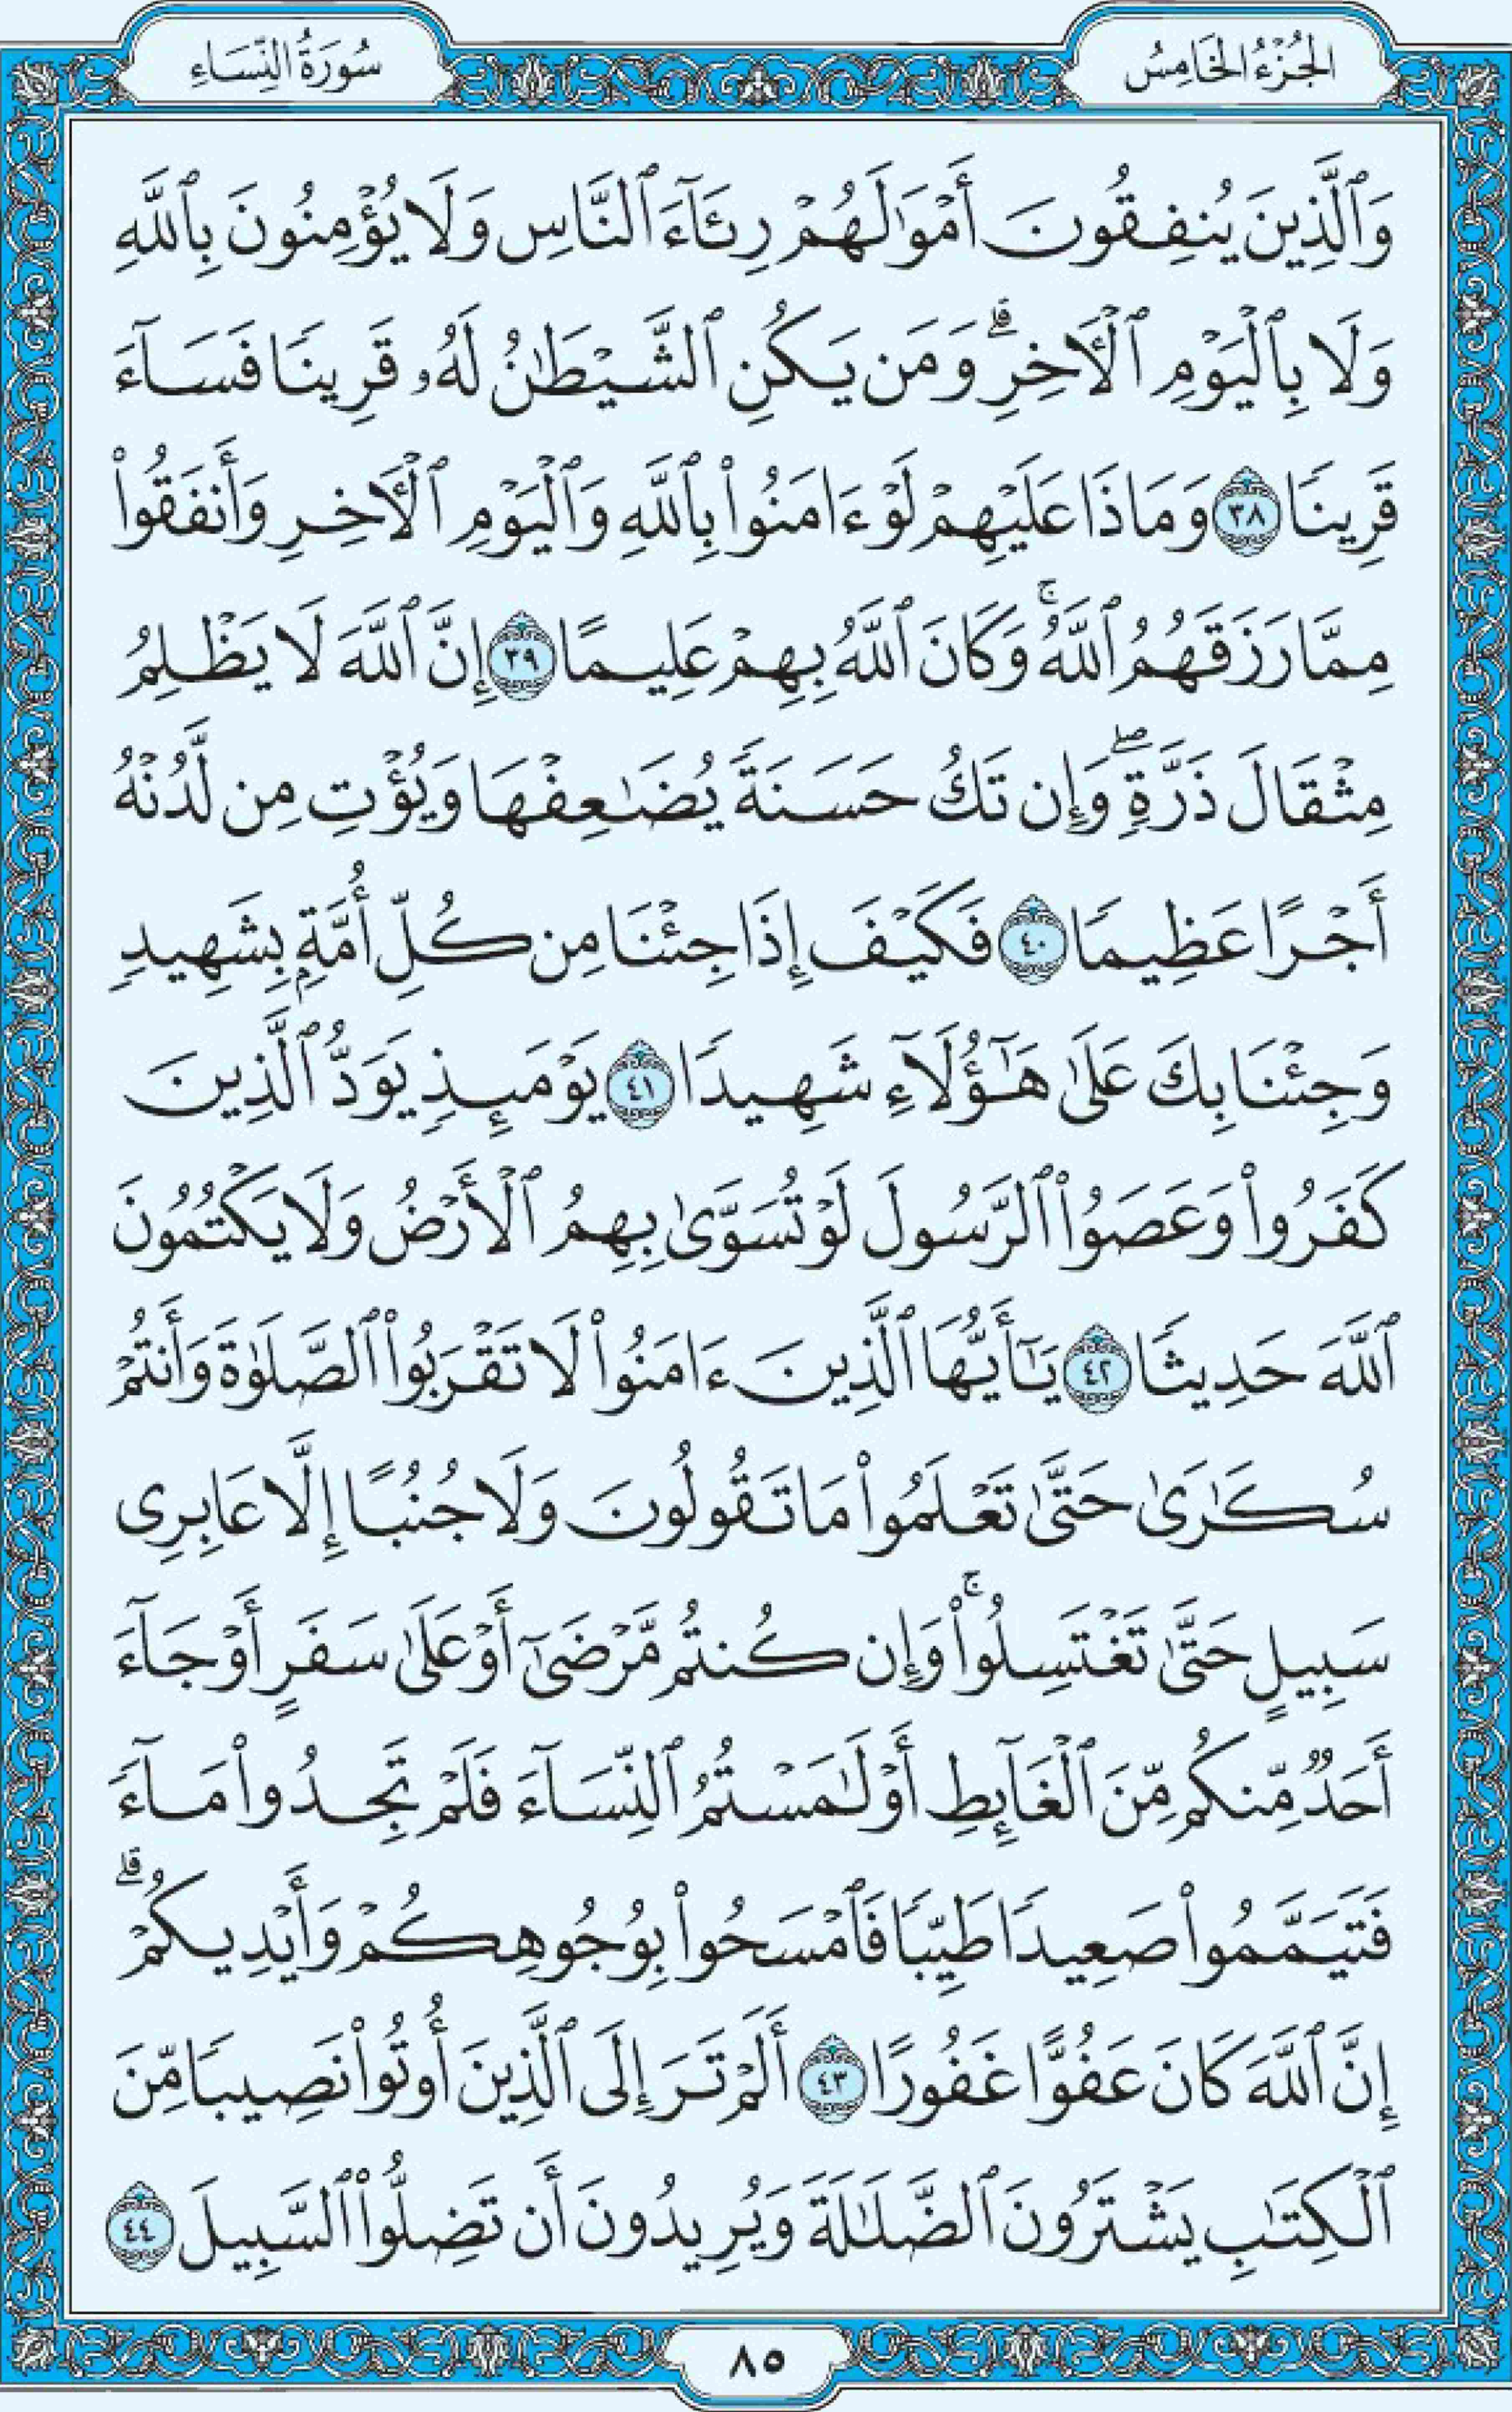 الجُزْءُ الخَامِسُ
سُورَةُ النِّسَاءِ
وَٱلَّذِينَ يُنفِقُونَ أَمْوَٰلَهُمْ رِئَآءَ ٱلنَّاسِ وَلَا يُؤْمِنُونَ بِٱللَّهِ
وَلَا بِٱلْيَوْمِ ٱلْـَٔاخِرِ ۗ وَمَن يَكُنِ ٱلشَّيْطَـٰنُ لَهُۥ قَرِينًا فَسَآءَ
قَرِينًا ٣٨ وَمَاذَا عَلَيْهِمْ لَوْ ءَامَنُوا۟ بِٱللَّهِ وَٱلْيَوْمِ ٱلْـَٔاخِرِ وَأَنفَقُوا۟
مِمَّا رَزَقَهُمُ ٱللَّهُ ۚ وَكَانَ ٱللَّهُ بِهِمْ عَلِيمًا ٣٩ إِنَّ ٱللَّهَ لَا يَظْلِمُ
مِثْقَالَ ذَرَّةٍ ۖ وَإِن تَكُ حَسَنَةً يُضَـٰعِفْهَا وَيُؤْتِ مِن لَّدُنْهُ
أَجْرًا عَظِيمًا ٤٠ فَكَيْفَ إِذَا جِئْنَا مِن كُلِّ أُمَّةٍۭ بِشَهِيدٍ
وَجِئْنَا بِكَ عَلَىٰ هَـٰٓؤُلَآءِ شَهِيدًا ٤١ يَوْمَئِذٍ يَوَدُّ ٱلَّذِينَ
كَفَرُوا۟ وَعَصَوُا۟ ٱلرَّسُولَ لَوْ تُسَوَّىٰ بِهِمُ ٱلْأَرْضُ وَلَا يَكْتُمُونَ
ٱللَّهَ حَدِيثًا ٤٢ يَـٰٓأَيُّهَا ٱلَّذِينَ ءَامَنُوا۟ لَا تَقْرَبُوا۟ ٱلصَّلَوٰةَ وَأَنتُمْ
سُكَـٰرَىٰ حَتَّىٰ تَعْلَمُوا۟ مَا تَقُولُونَ وَلَا جُنُبًا إِلَّا عَابِرِى
سَبِيلٍ حَتَّىٰ تَغْتَسِلُوا۟ ۚ وَإِن كُنتُم مَّرْضَىٰٓ أَوْ عَلَىٰ سَفَرٍ أَوْ جَآءَ
أَحَدٌ مِّنكُم مِّنَ ٱلْغَآئِطِ أَوْ لَـٰمَسْتُمُ ٱلنِّسَآءَ فَلَمْ تَجِدُوا۟ مَآءً
فَتَيَمَّمُوا۟ صَعِيدًا طَيِّبًا فَٱمْسَحُوا۟ بِوُجُوهِكُمْ وَأَيْدِيكُمْ ۗ
إِنَّ ٱللَّهَ كَانَ عَفُوًّا غَفُورًا ٤٣ أَلَمْ تَرَ إِلَى ٱلَّذِينَ أُوتُوا۟ نَصِيبًا مِّنَ
ٱلْكِتَـٰبِ يَشْتَرُونَ ٱلضَّلَـٰلَةَ وَيُرِيدُونَ أَن تَضِلُّوا۟ ٱلسَّبِيلَ ٤٤
٨٥